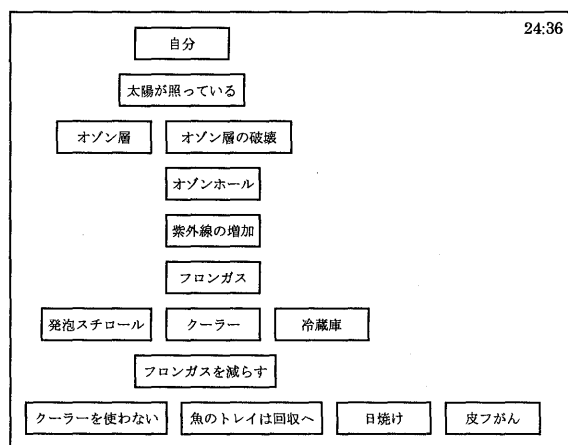 24:36
自分
太陽が照っている
オゾン層 オゾン層の破壊
オゾンホール
紫外線の増加
フロンガス
発泡スチロール クーラー 冷蔵庫
フロンガスを減らす
クーラーを使わない 魚のトレイは回収へ 日焼け 皮フがん